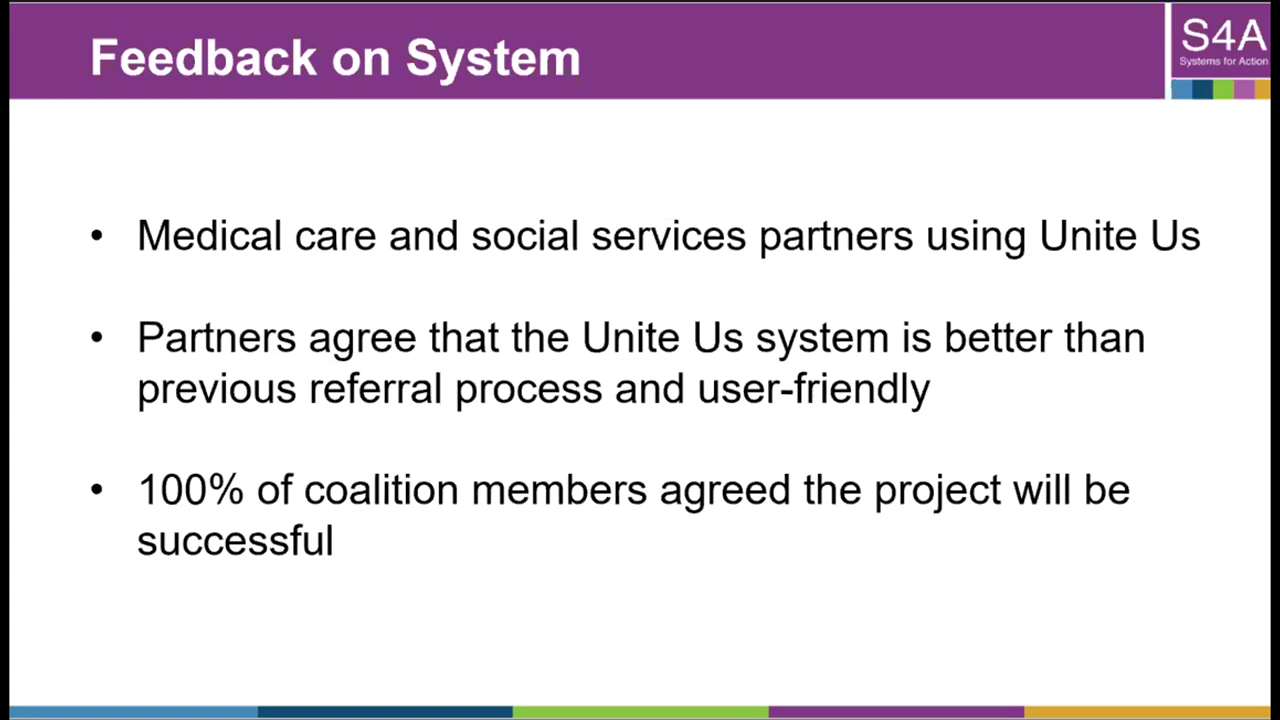 Feedback on System
S4A
Systems for Action
• Medical care and social services partners using Unite Us
• Partners agree that the Unite Us system is better than
previous referral process and user-friendly
• 100% of coalition members agreed the project will be
successful